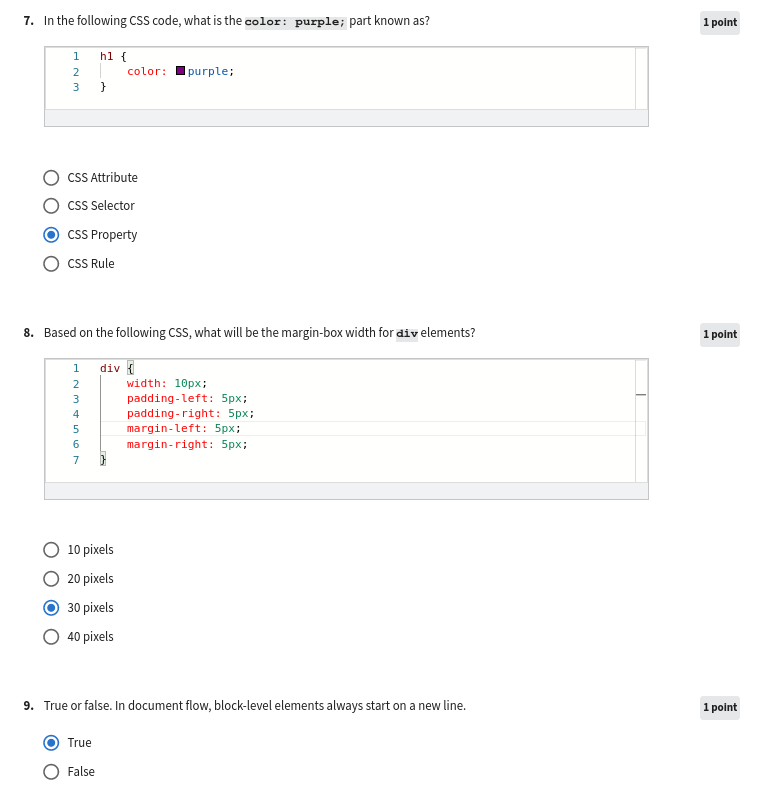 7. In the following CSS code, what is the color: purple; part known as?
1 point
1 h1 {
2 color: purple;
3 }
CSS Attribute
CSS Selector
CSS Property
CSS Rule
8. Based on the following CSS, what will be the margin-box width for div elements?
1 point
1 div {
2 width: 10px;
3 padding-left: 5px;
4 padding-right: 5px;
5 margin-left: 5px;
6 margin-right: 5px;
7 }
10 pixels
20 pixels
30 pixels
40 pixels
9. True or false. In document flow, block-level elements always start on a new line.
1 point
True
False